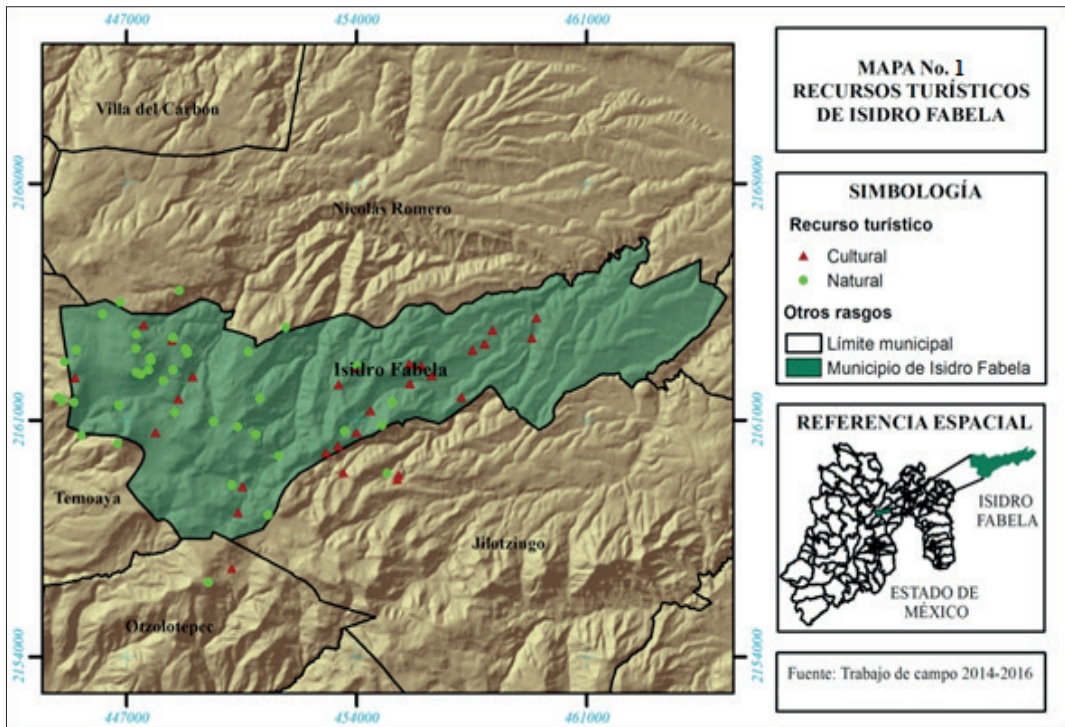 447000 454000 461000
2168000 2168000
2161000 2161000
2154000 2154000
Villa del Carbón
Nicolás Romero
Isidro Fabela
Temoaya
Jilotzingo
Otzolotepec
447000 454000 461000
MAPA No. 1
RECURSOS TURÍSTICOS
DE ISIDRO FABELA
SIMBOLOGÍA
Recurso turístico
Cultural
Natural
Otros rasgos
Límite municipal
Municipio de Isidro Fabela
REFERENCIA ESPACIAL
ISIDRO
FABELA
ESTADO DE
MÉXICO
Fuente: Trabajo de campo 2014-2016